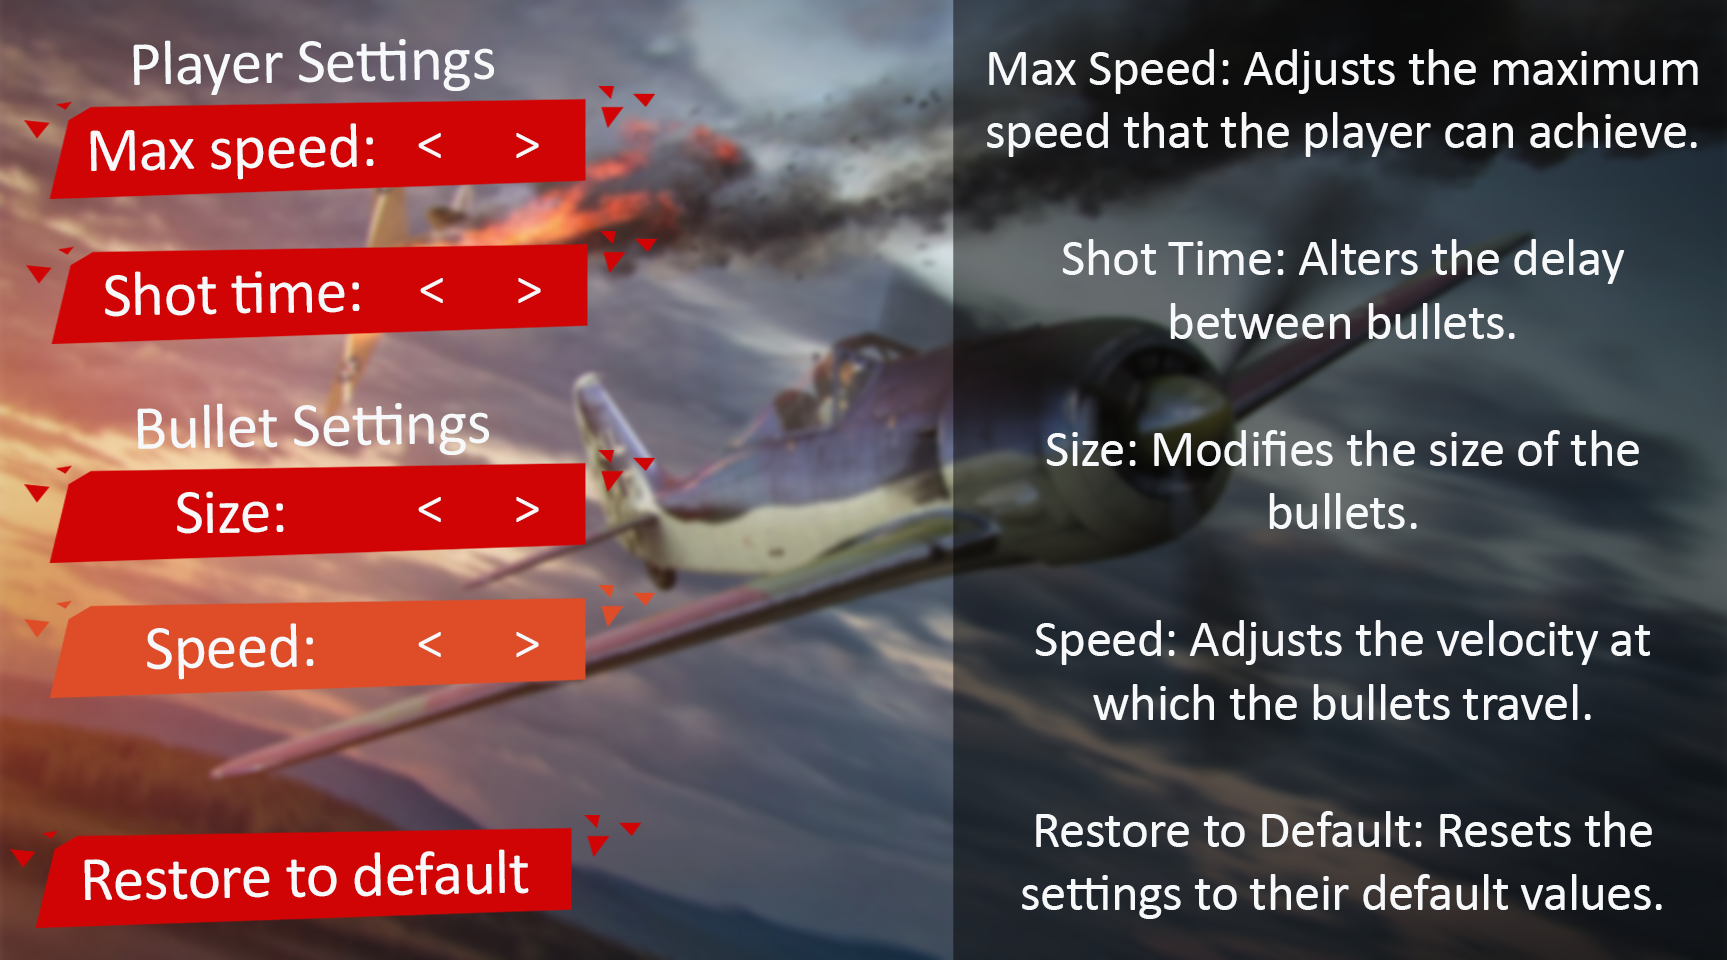 Player Settings
Max speed: < >
Shot time: < >
Bullet Settings
Size: < >
Speed: < >
Restore to default
Max Speed: Adjusts the maximum
speed that the player can achieve.
Shot Time: Alters the delay
between bullets.
Size: Modifies the size of the
bullets.
Speed: Adjusts the velocity at
which the bullets travel.
Restore to Default: Resets the
settings to their default values.